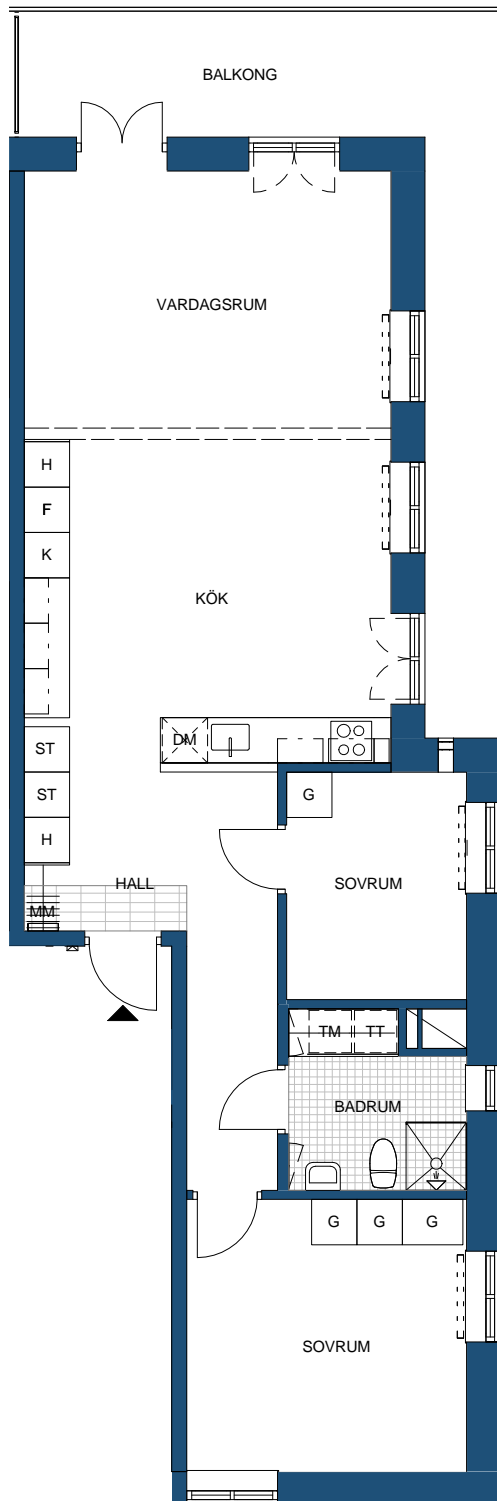 BALKONG
VARDAGSRUM
H
F
K
KÖK
DM
ST
ST
H
G
SOVRUM
HALL
MM
TM TT
BADRUM
G G G
SOVRUM